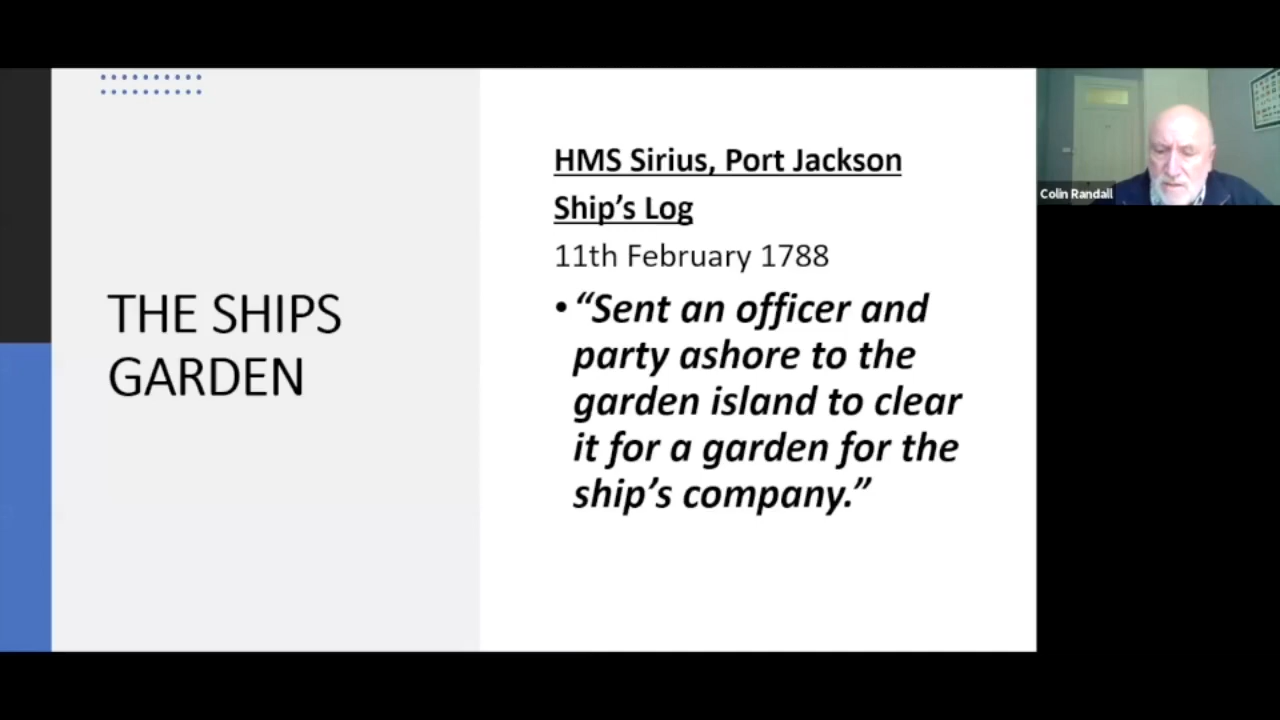 THE SHIPS
GARDEN
HMS Sirius, Port Jackson
Ship’s Log
11th February 1788
•“Sent an officer and
party ashore to the
garden island to clear
it for a garden for the
ship’s company.”
Colin Randall